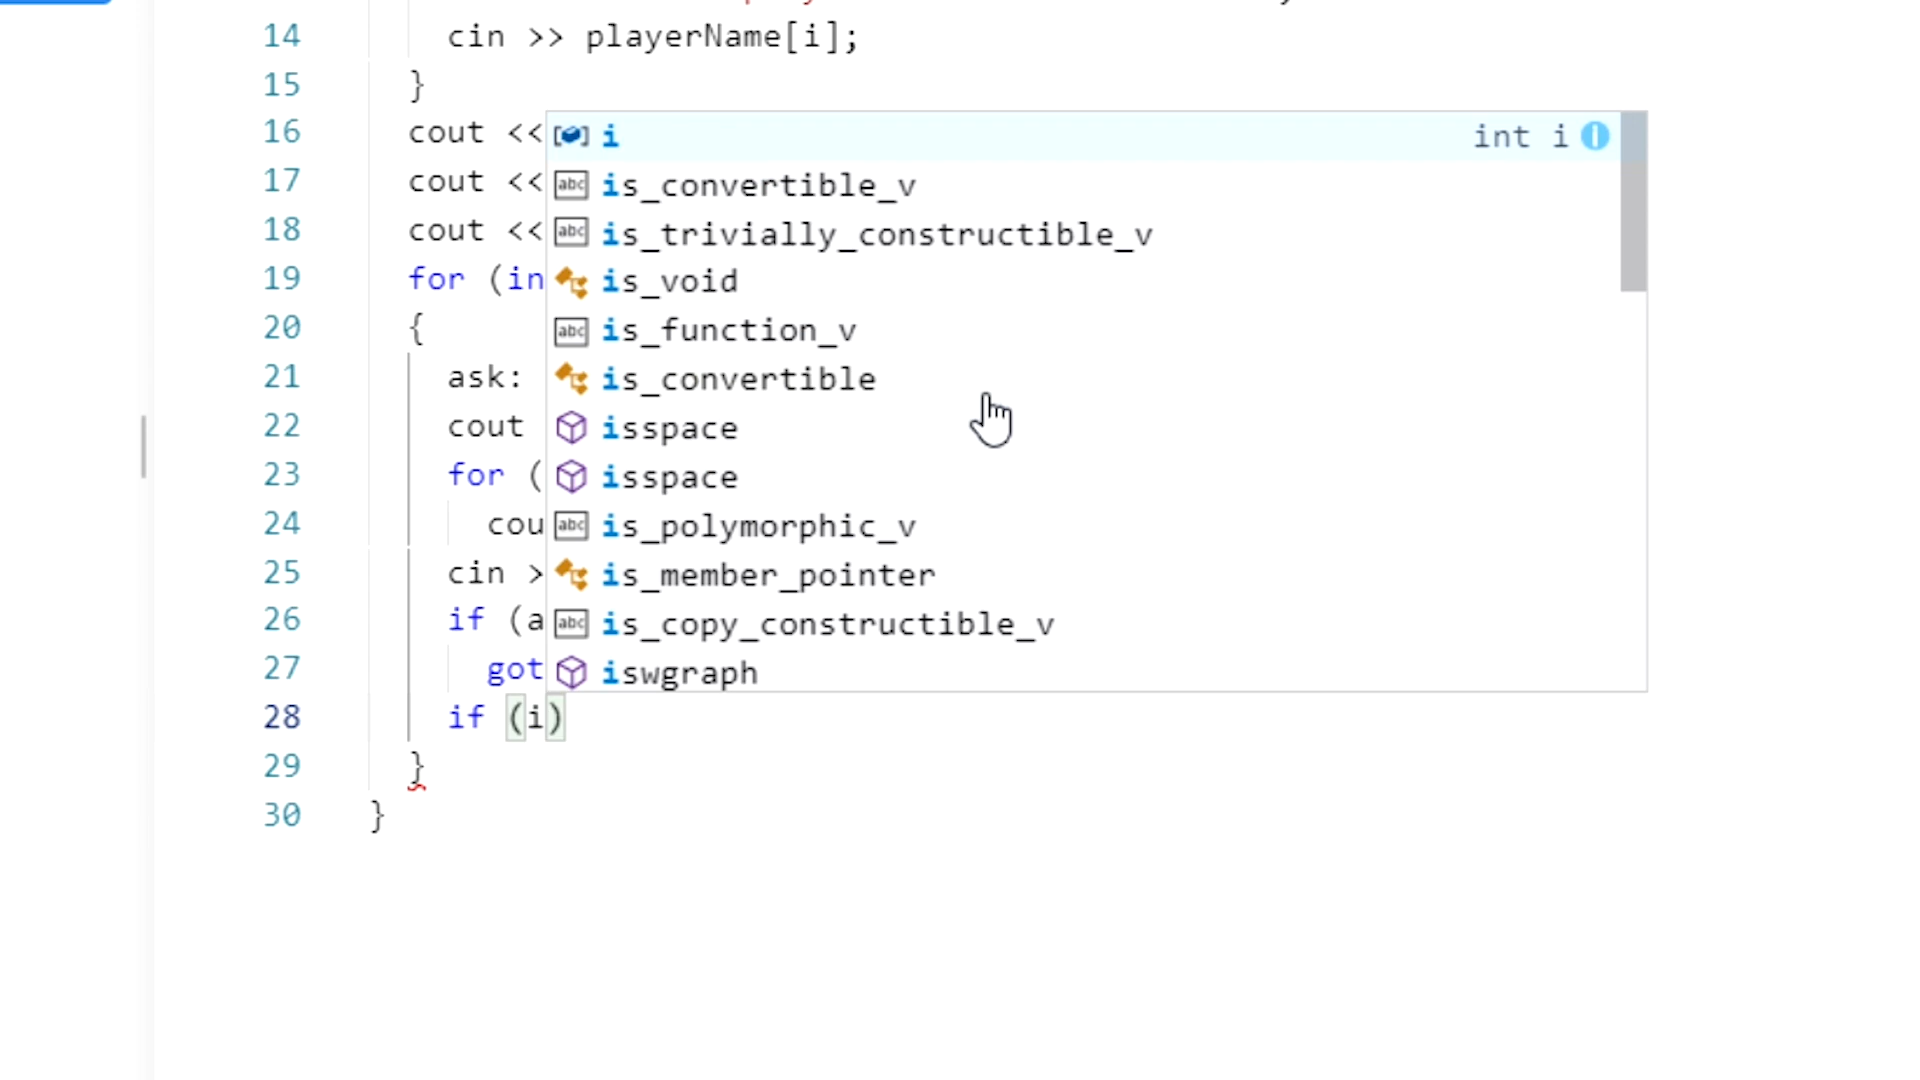 14 cin >> playerName[i];
15 }
16 cout <<
17 cout <<
18 cout <<
19 for (in
20 {
21 ask:
22 cout
23 for (
24 cou
25 cin >
26 if (a
27 got
28 if (i)
29 }
30 }
i int i
is_convertible_v
is_trivially_constructible_v
is_void
is_function_v
is_convertible
isspace
isspace
is_polymorphic_v
is_member_pointer
is_copy_constructible_v
iswgraph